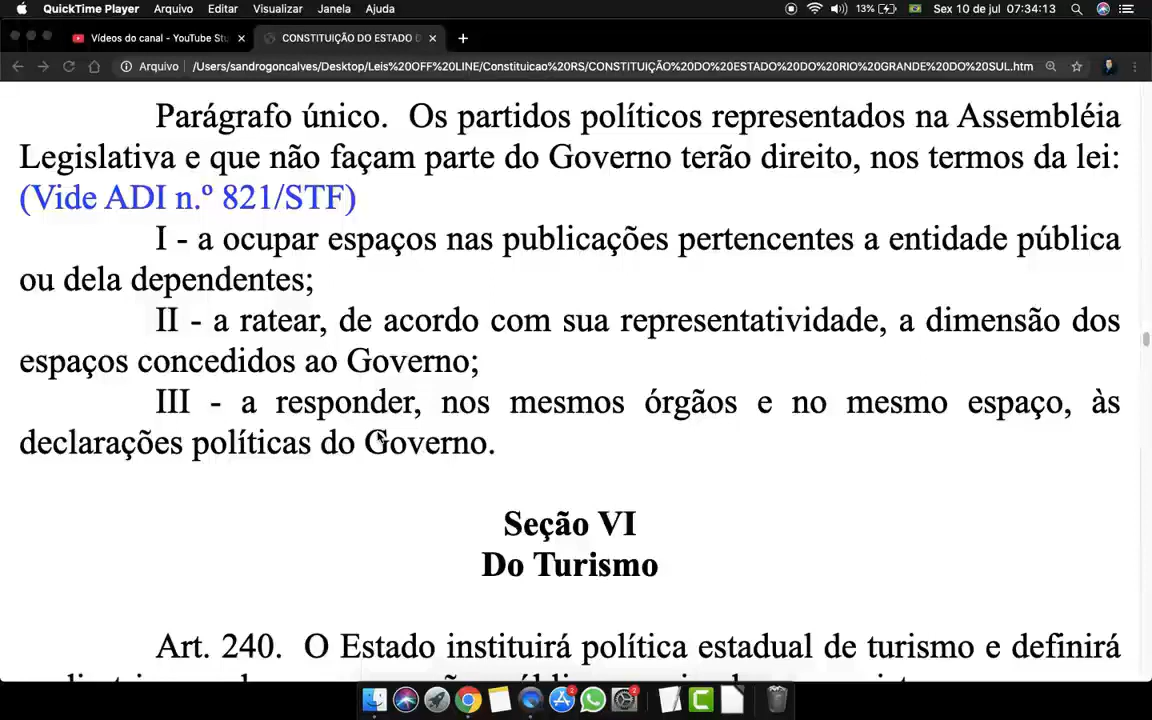 QuickTime Player Arquivo Editar Visualizar Janela Ajuda 13% Sex 10 de jul 07:34:13
Vídeos do canal - YouTube Stu CONSTITUIÇÃO DO ESTADO D
Arquivo /Users/sandrogoncalves/Desktop/Leis%20OFF%20LINE/Constituicao%20RS/CONSTITUIÇÃO%20DO%20ESTADO%20DO%20RIO%20GRANDE%20DO%20SUL.htm
Parágrafo único. Os partidos políticos representados na Assembléia
Legislativa e que não façam parte do Governo terão direito, nos termos da lei:
(Vide ADI n.º 821/STF)
I - a ocupar espaços nas publicações pertencentes a entidade pública
ou dela dependentes;
II - a ratear, de acordo com sua representatividade, a dimensão dos
espaços concedidos ao Governo;
III - a responder, nos mesmos órgãos e no mesmo espaço, às
declarações políticas do Governo.
Seção VI
Do Turismo
Art. 240. O Estado instituirá política estadual de turismo e definirá